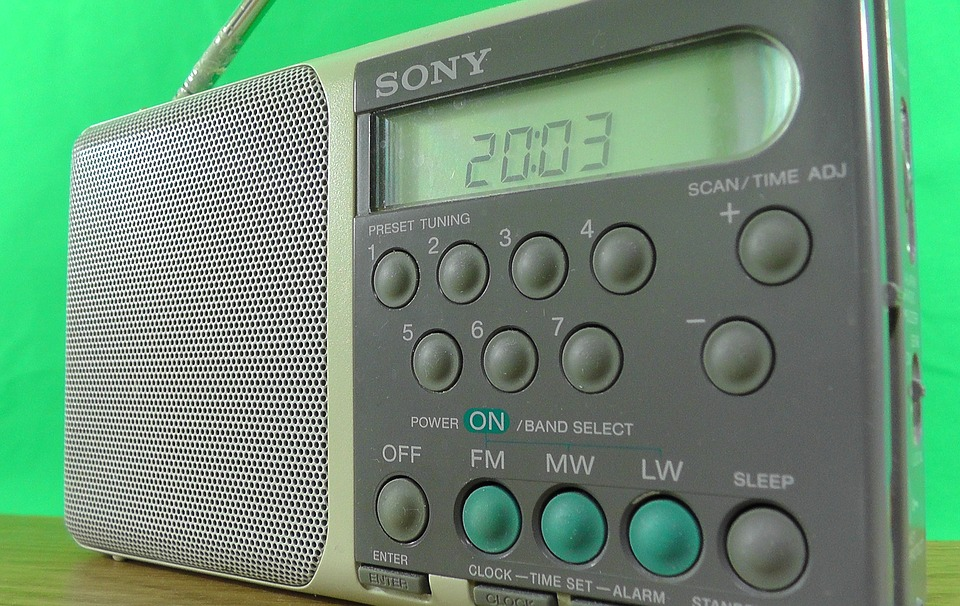 SONY
20:03
SCAN/TIME ADJ
PRESET TUNING
+
1 2 3 4
5 6 7
−
POWER ON /BAND SELECT
OFF FM MW LW SLEEP
ENTER
ENTER
CLOCK—TIME SET—ALARM
CLOCK